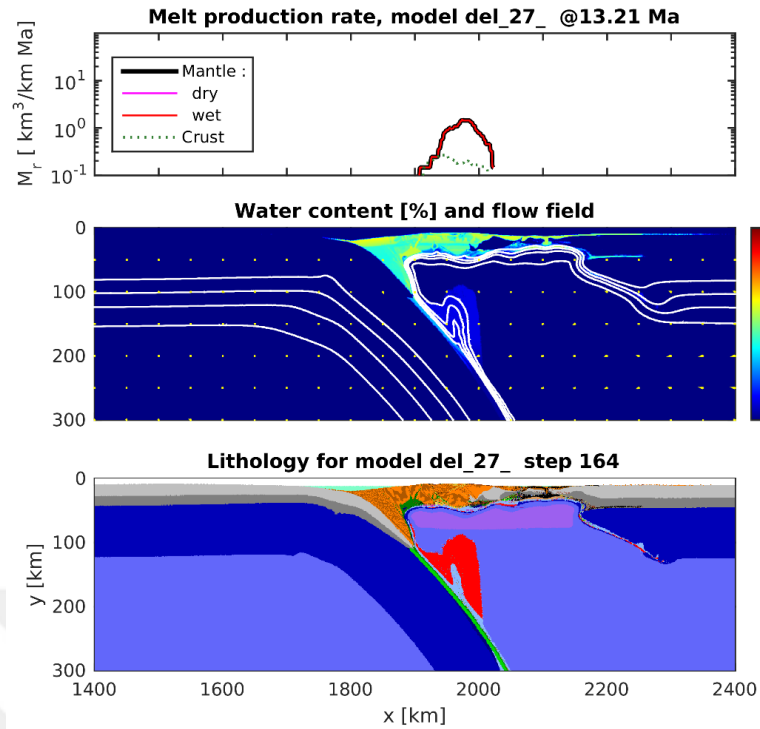 Melt production rate, model del_27_ @13.21 Ma
M_r [ km^3/km Ma]
10^1
10^0
10^-1
Mantle :
dry
wet
Crust
Water content [%] and flow field
0
100
200
300
Lithology for model del_27_ step 164
y [km]
0
100
200
300
1400
1600
1800
2000
2200
2400
x [km]